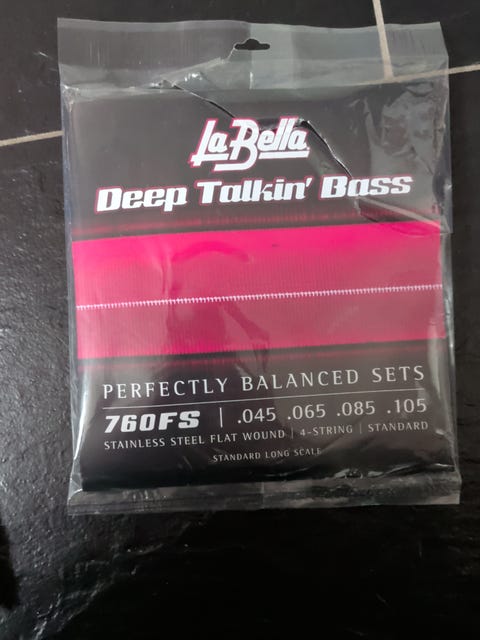 La Bella
Deep Talkin' Bass
PERFECTLY BALANCED SETS
760FS | .045 .065 .085 .105
STAINLESS STEEL FLAT WOUND | 4-STRING | STANDARD
STANDARD LONG SCALE